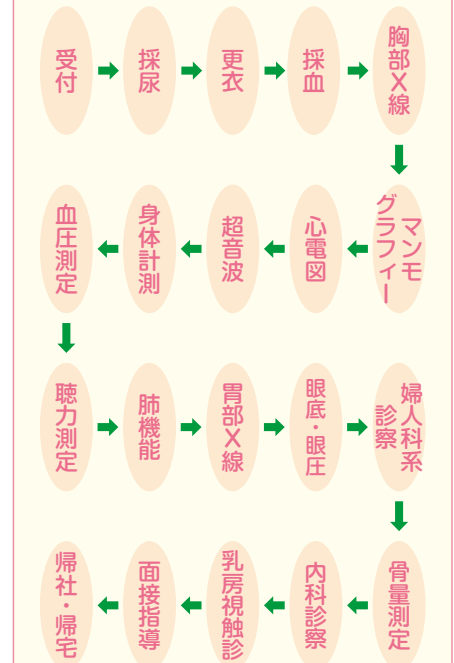 受付
採尿
更衣
採血
胸部X線
マンモ
グラフィー
心電図
超音波
身体計測
血圧測定
聴力測定
肺機能
胃部X線
眼底・眼圧
婦人科系
診察
骨量測定
内科診察
乳房視触診
面接指導
帰社・帰宅